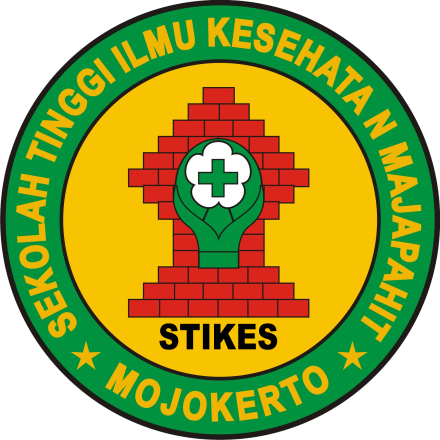 SEKOLAH TINGGI ILMU KESEHATA N MAJAPAHIT
STIKES
MOJOKERTO